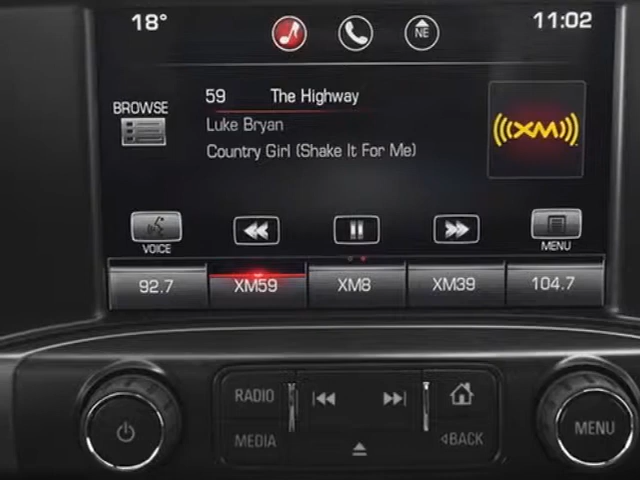 18° 11:02
NE
BROWSE
59 The Highway
Luke Bryan
Country Girl (Shake It For Me)
XM
VOICE MENU
92.7 XM59 XM8 XM39 104.7
RADIO
MEDIA
BACK
MENU